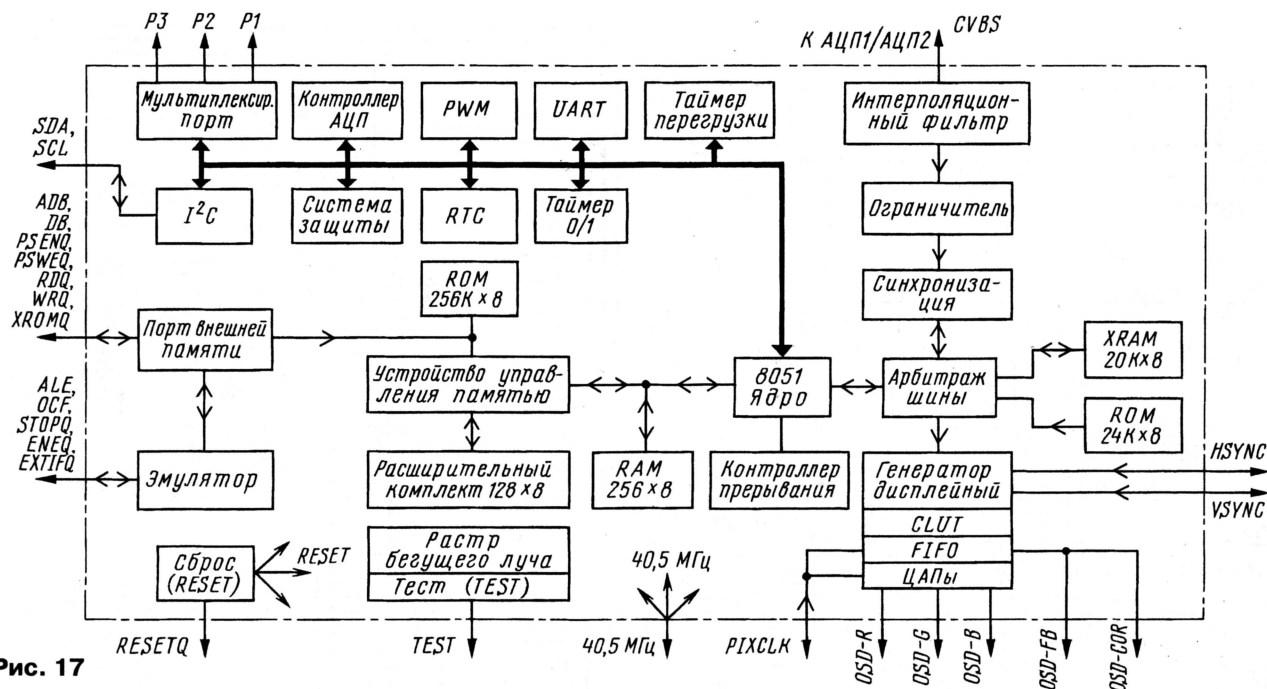 P3
P2
P1
К АЦП1/АЦП2
CVBS
Мультиплексир.
порт
Контроллер
АЦП
PWM
UART
Таймер
перегрузки
Интерполяцион-
ный фильтр
SDA,
SCL
I²C
Система
защиты
RTC
Таймер
0/1
Ограничитель
ADB,
DB,
PSENQ,
PSWEQ,
RDQ,
WRQ,
XROMQ
ROM
256K×8
Синхрониза-
ция
Порт внешней
памяти
Устройство управ-
ления памятью
8051
Ядро
Арбитраж
шины
XRAM
20K×8
ROM
24K×8
ALE,
OCF,
STOPQ,
ENEQ,
EXTIFQ
Эмулятор
Расширительный
комплект 128×8
RAM
256×8
Контроллер
прерывания
Генератор
дисплейный
CLUT
FIFO
ЦАПы
HSYNC
VSYNC
Сброс
(RESET)
RESET
Растр
бегущего луча
Тест (TEST)
40,5 МГц
RESETQ
TEST
40,5 МГц
PIXCLK
OSD-R
OSD-G
OSD-B
OSD-FB
OSD-COR
Рис. 17